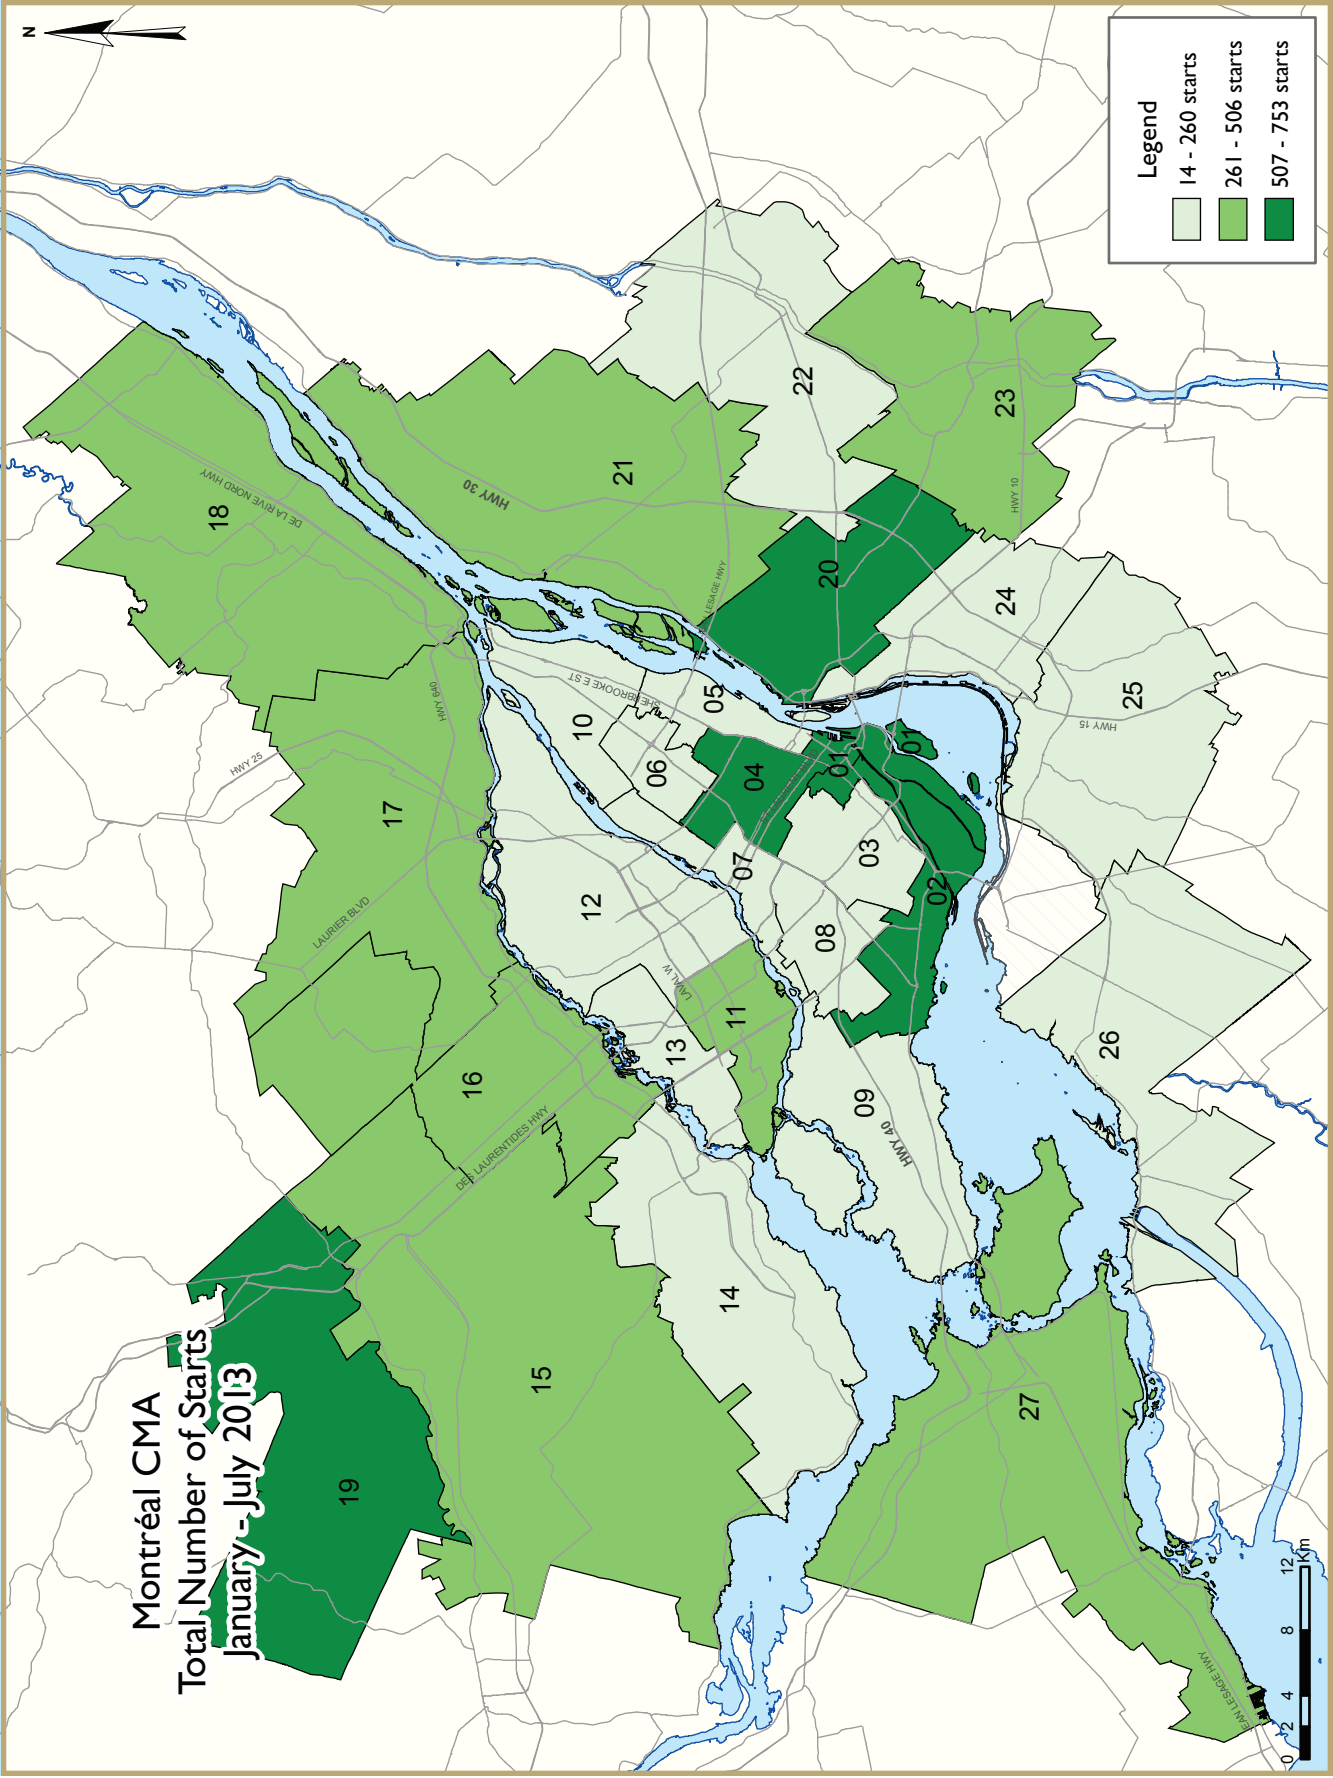 Montréal CMA
Total Number of Starts
January - July 2013
N
Legend
14 - 260 starts
261 - 506 starts
507 - 753 starts
19
18
DE LA RIVE NORD HWY
17
HWY 25
HWY 640
LAURIER BLVD
16
DES LAURENTIDES HWY
15
14
13
12
11
LAVAL W
10
SHERBROOKE E ST
06
05
04
07
03
08
09
HWY 40
01
01
02
21
HWY 30
LESAGE HWY
20
22
23
HWY 10
24
25
HWY 15
26
27
JEAN LESAGE HWY
0 2 4 8 12
Km